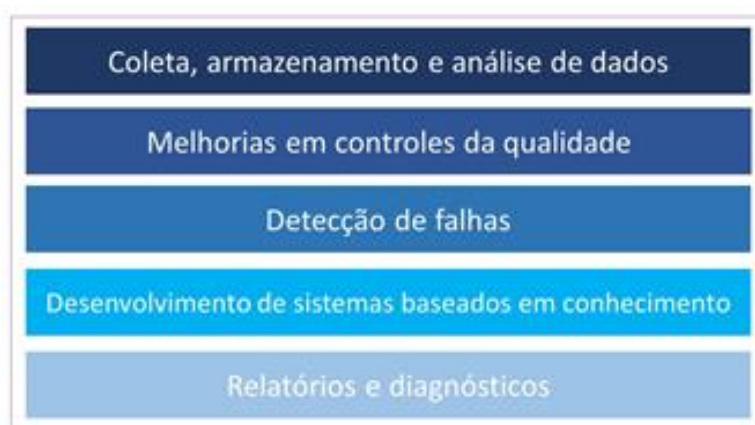 Coleta, armazenamento e análise de dados
Melhorias em controles da qualidade
Detecção de falhas
Desenvolvimento de sistemas baseados em conhecimento
Relatórios e diagnósticos